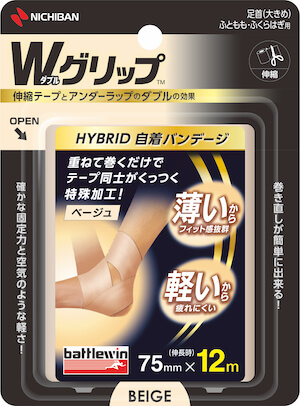 NICHIBAN
足首(大きめ)
ふともも・ふくらはぎ用
Wグリップ™
ダブル
伸縮
伸縮テープとアンダーラップのダブルの効果
OPEN
HYBRID 自着バンデージ
重ねて巻くだけで
テープ同士がくっつく
特殊加工!
ベージュ
薄いから
フィット感抜群
軽いから
疲れにくい
確かな固定力と空気のような軽さ!
巻き直しが簡単に出来る!
battlewin
(伸長時)
75mm×12m
BEIGE